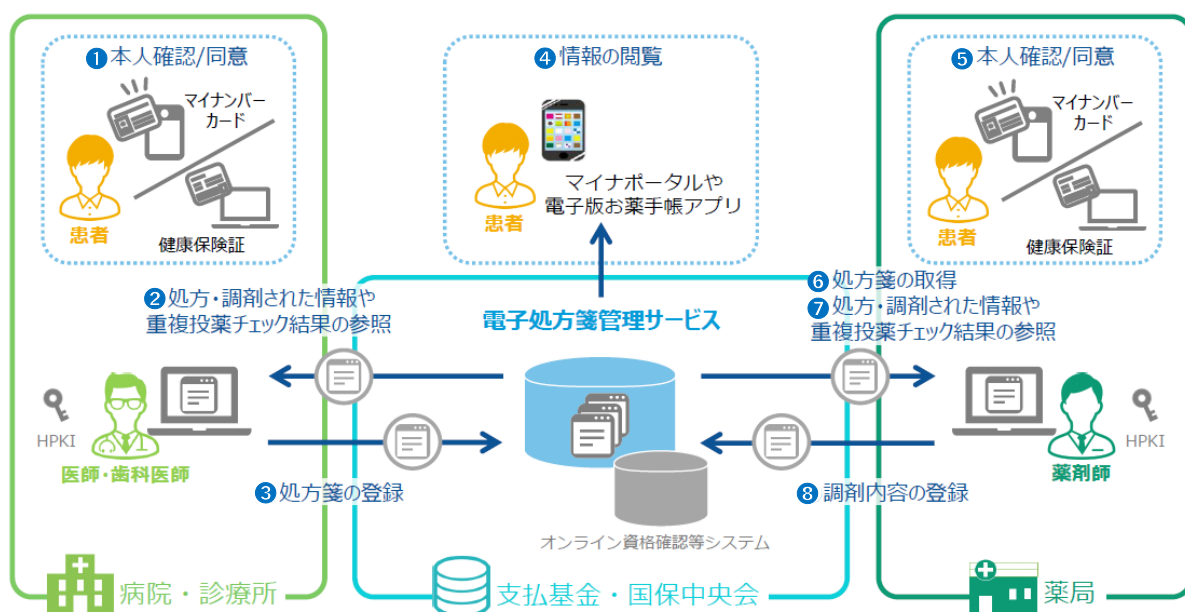 ❶本人確認/同意
マイナンバー
カード
患者
健康保険証
❷処方・調剤された情報や
重複投薬チェック結果の参照
HPKI
医師・歯科医師
❸処方箋の登録
病院・診療所
❹情報の閲覧
マイナポータルや
電子版お薬手帳アプリ
患者
電子処方箋管理サービス
オンライン資格確認等システム
支払基金・国保中央会
❺本人確認/同意
マイナンバー
カード
患者
健康保険証
❻処方箋の取得
❼処方・調剤された情報や
重複投薬チェック結果の参照
HPKI
薬剤師
❽調剤内容の登録
薬局